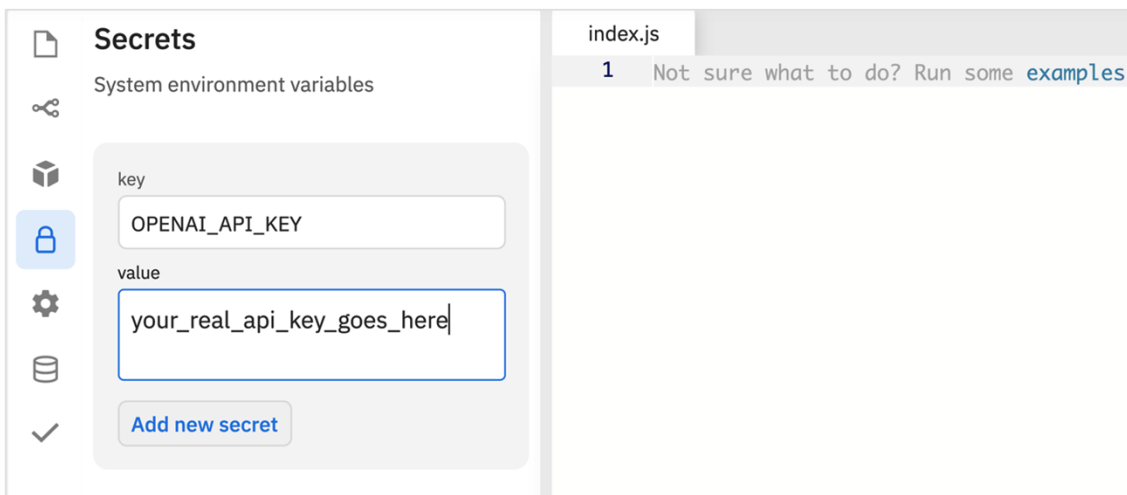 Secrets
System environment variables
key
OPENAI_API_KEY
value
your_real_api_key_goes_here
Add new secret
index.js
1 Not sure what to do? Run some examples